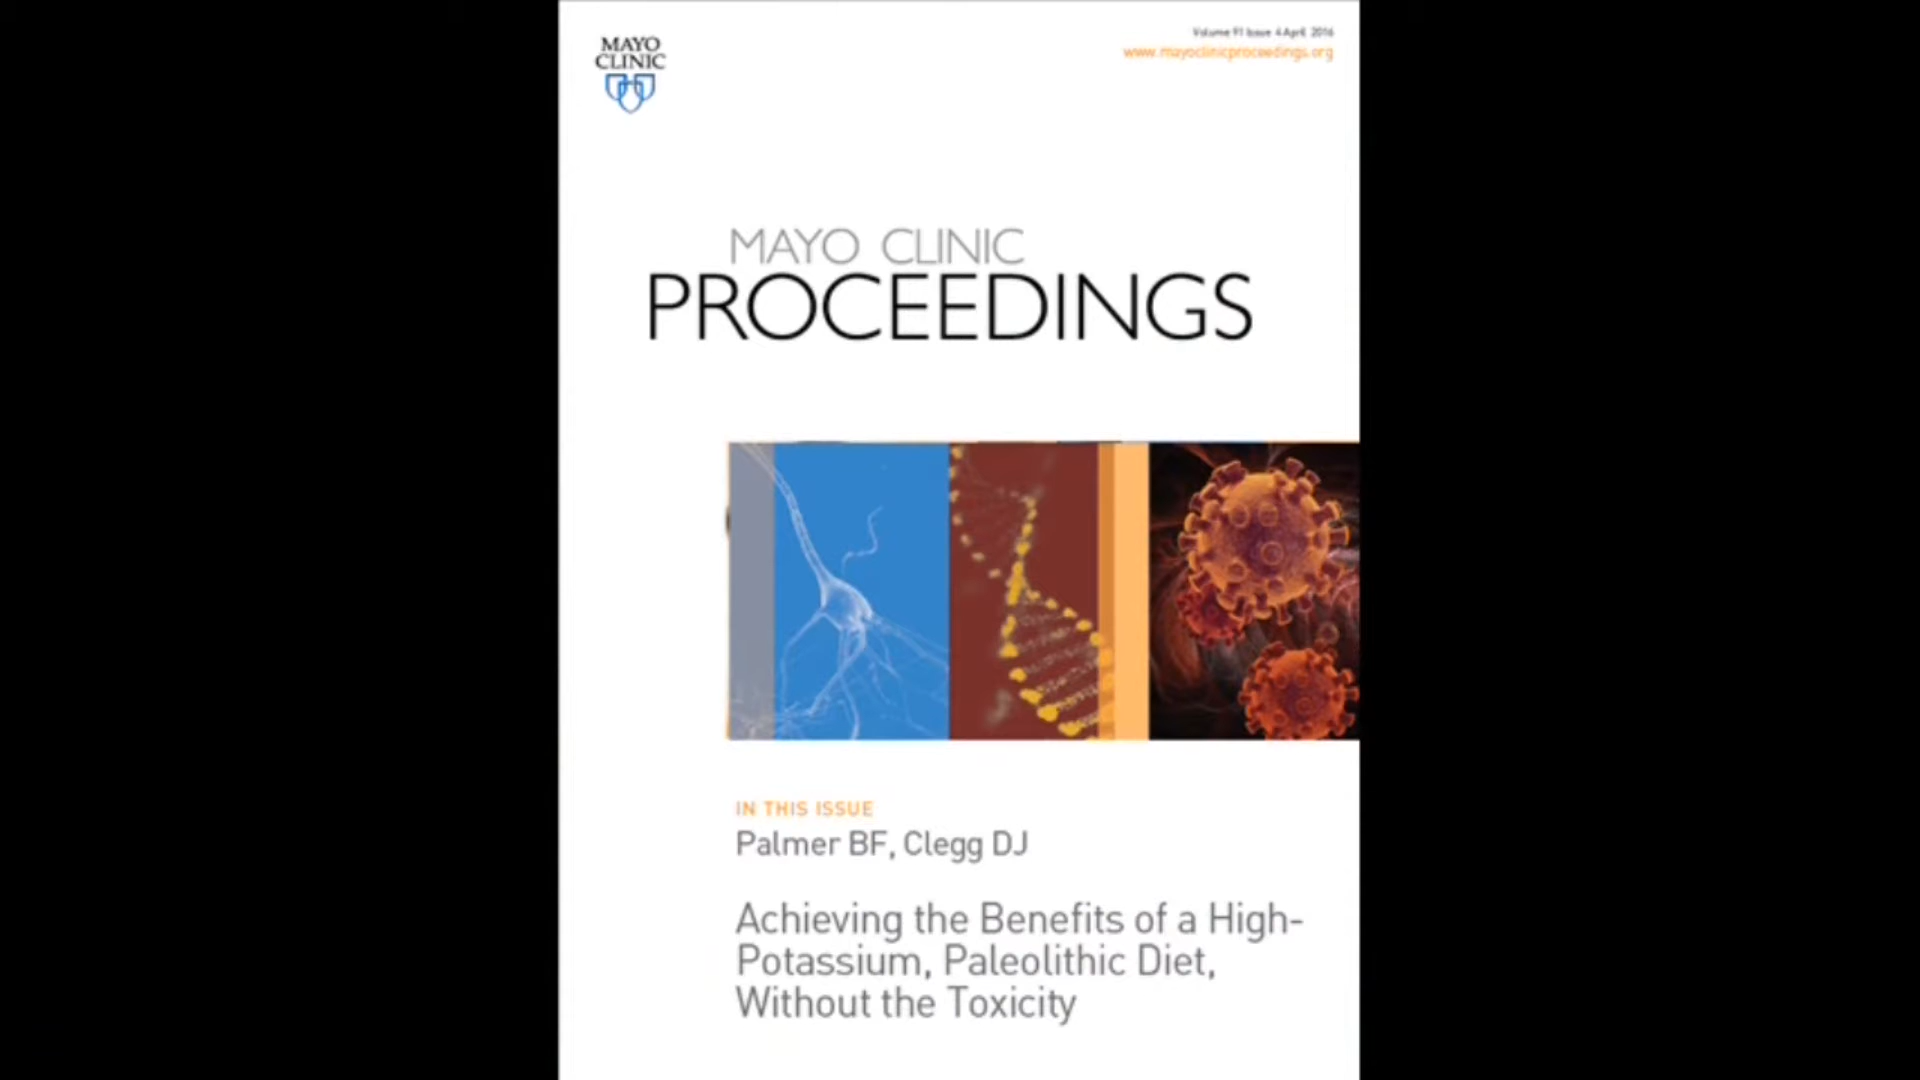 MAYO
CLINIC
Volume 91 Issue 4 April 2016
www.mayoclinicproceedings.org
MAYO CLINIC
PROCEEDINGS
IN THIS ISSUE
Palmer BF, Clegg DJ
Achieving the Benefits of a High-
Potassium, Paleolithic Diet,
Without the Toxicity